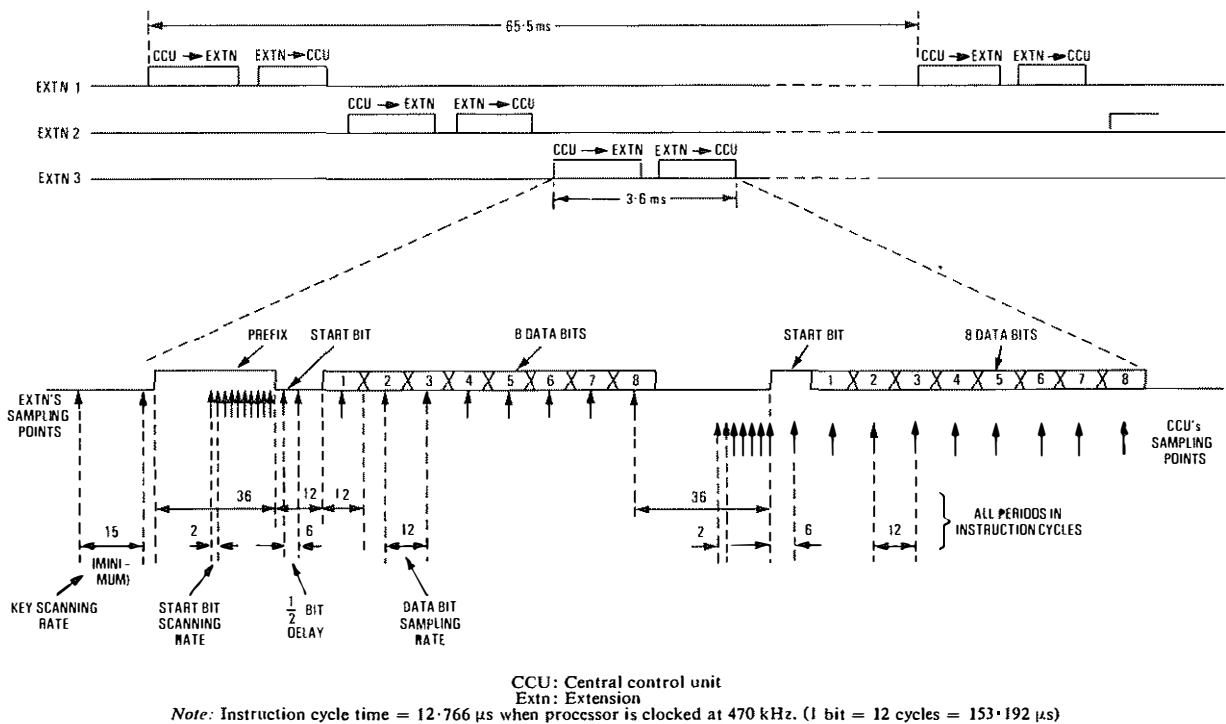 65·5ms
CCU → EXTN EXTN → CCU CCU → EXTN EXTN → CCU
EXTN 1
CCU → EXTN EXTN → CCU
EXTN 2
CCU → EXTN EXTN → CCU
EXTN 3
3·6ms
PREFIX
START BIT
8 DATA BITS
START BIT
8 DATA BITS
1 2 3 4 5 6 7 8 1 2 3 4 5 6 7 8
EXTN'S
SAMPLING
POINTS
CCU's
SAMPLING
POINTS
36 12 12 36
15 2 6 12 2 6 12
(MINI-
MUM)
ALL PERIODS IN
INSTRUCTION CYCLES
KEY SCANNING
RATE
START BIT
SCANNING
RATE
1/2 BIT
DELAY
DATA BIT
SAMPLING
RATE
CCU: Central control unit
Extn: Extension
Note: Instruction cycle time = 12·766 µs when processor is clocked at 470 kHz. (1 bit = 12 cycles = 153·192 µs)